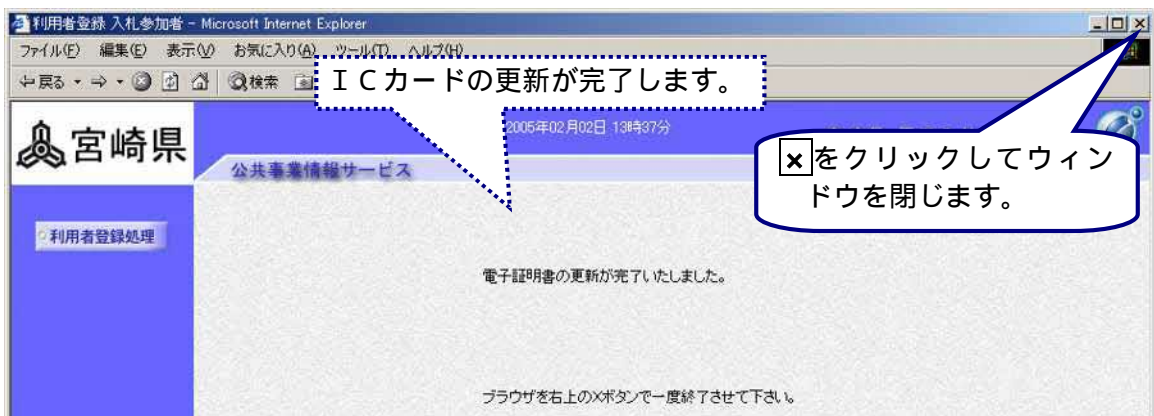 利用者登録 入札参加者 - Microsoft Internet Explorer
ファイル(F) 編集(E) 表示(V) お気に入り(A) ツール(T) ヘルプ(H)
戻る 検索
ＩＣカードの更新が完了します。
2005年02月02日 13時37分
宮崎県
×をクリックしてウィン
ドウを閉じます。
公共事業情報サービス
利用者登録処理
電子証明書の更新が完了いたしました。
ブラウザを右上の×ボタンで一度終了させて下さい。